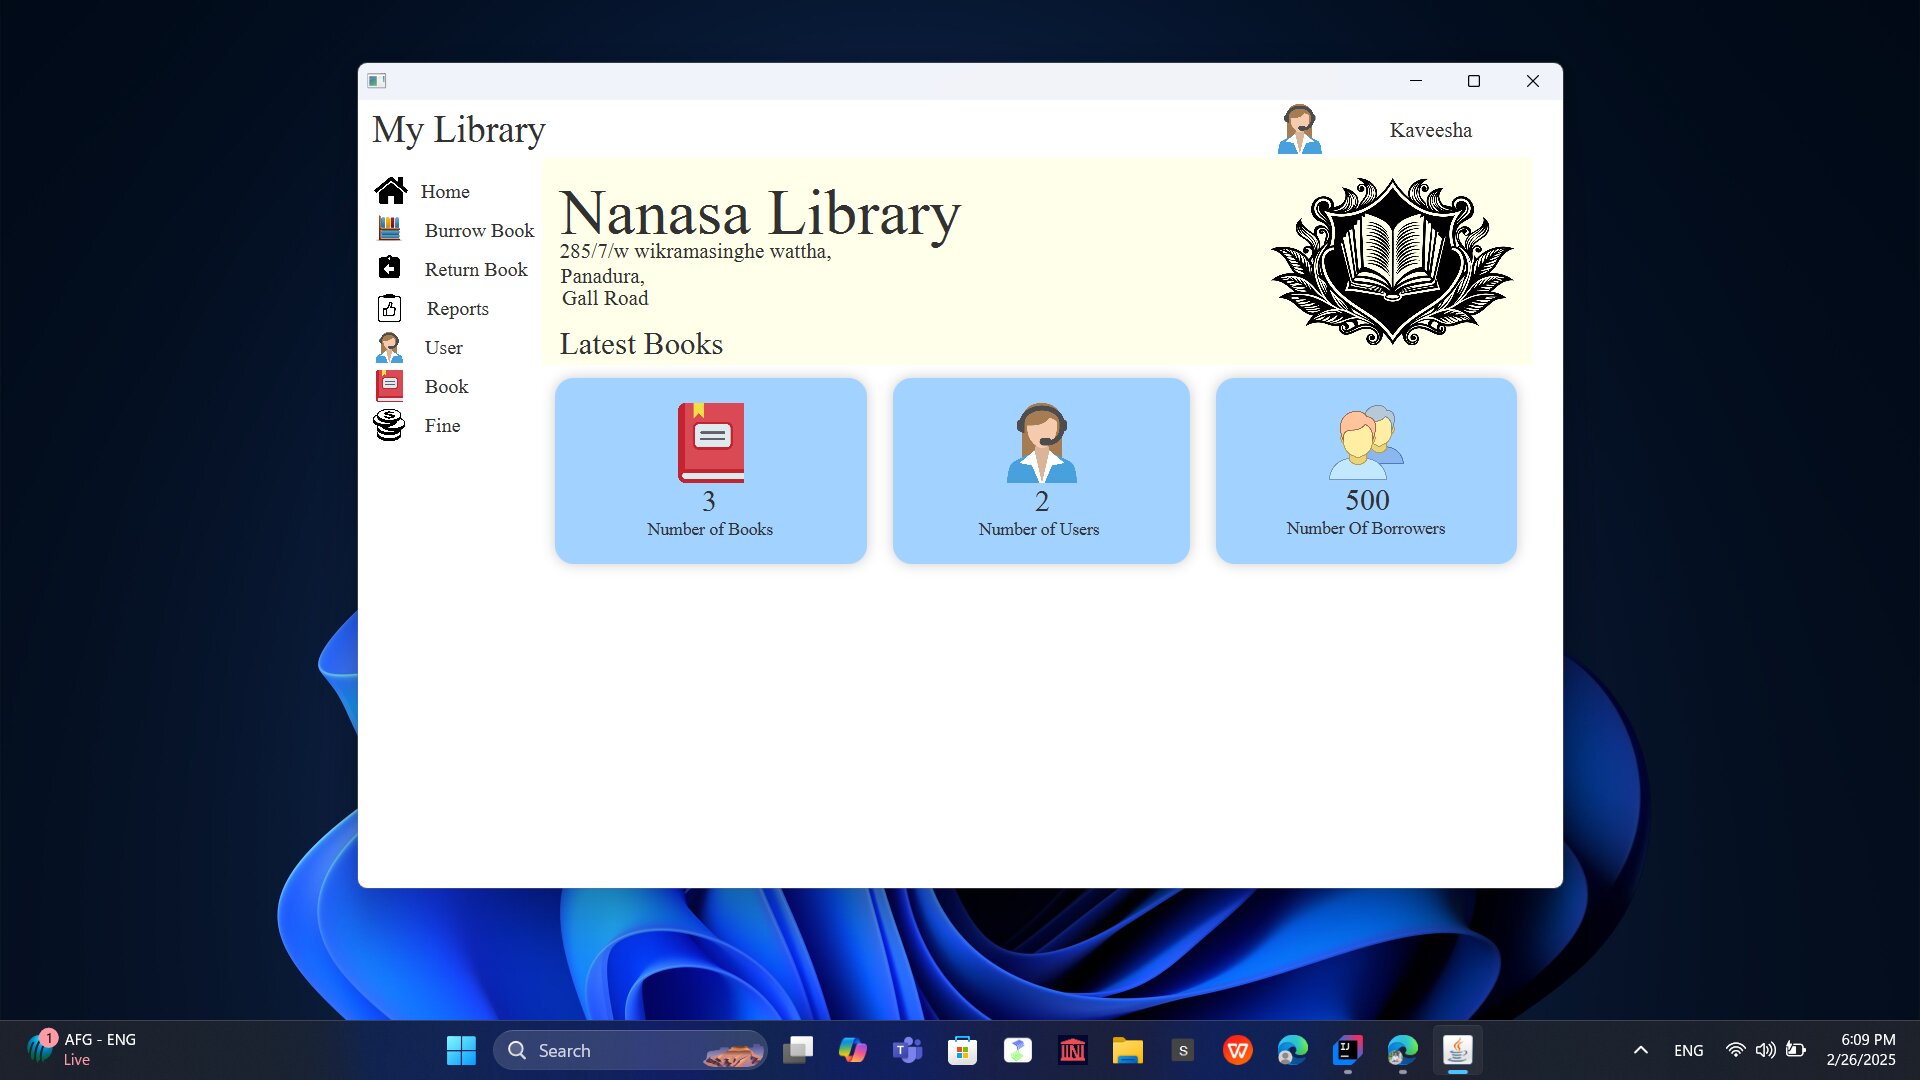 My Library
Kaveesha
Home
Burrow Book
Return Book
Reports
User
Book
Fine
Nanasa Library
285/7/w wikramasinghe wattha,
Panadura,
Gall Road
Latest Books
3
Number of Books
2
Number of Users
500
Number Of Borrowers
1
AFG - ENG
Live
Search
T
S
W
IJ
ENG
6:09 PM
2/26/2025